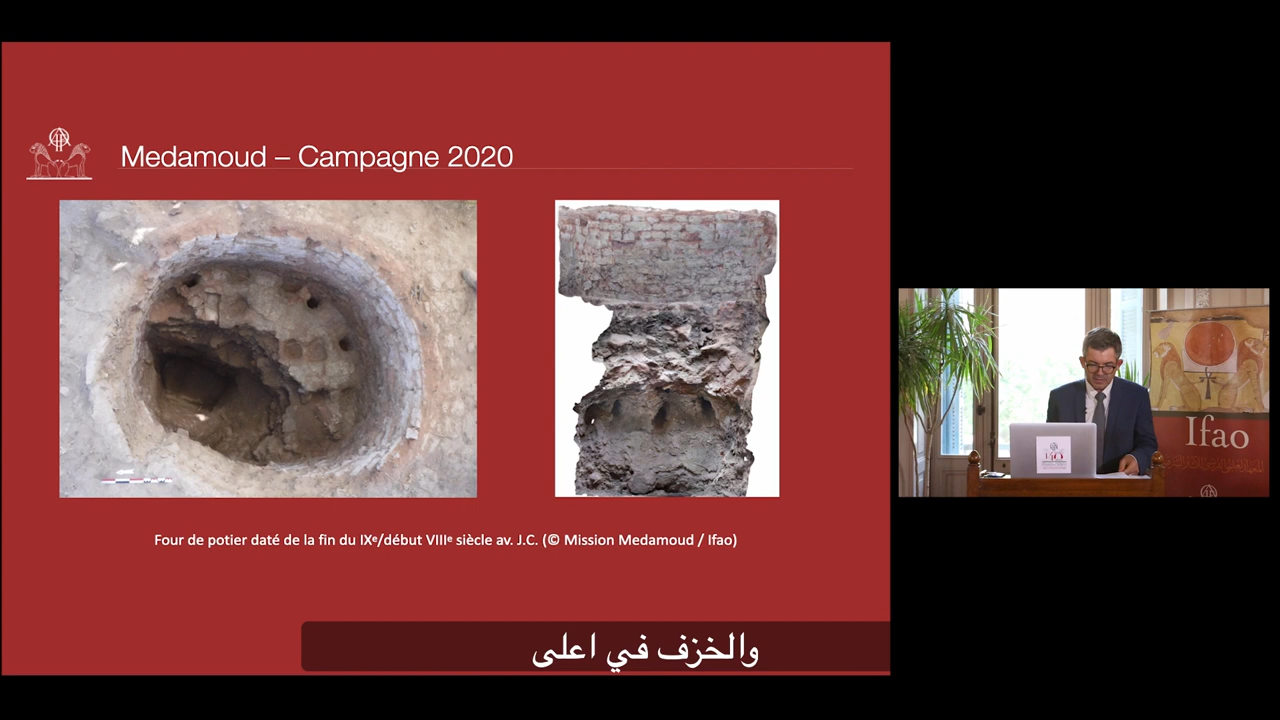 Medamoud – Campagne 2020
Four de potier daté de la fin du IXᵉ/début VIIIᵉ siècle av. J.C. (© Mission Medamoud / Ifao)
والخزف في اعلى
Ifao